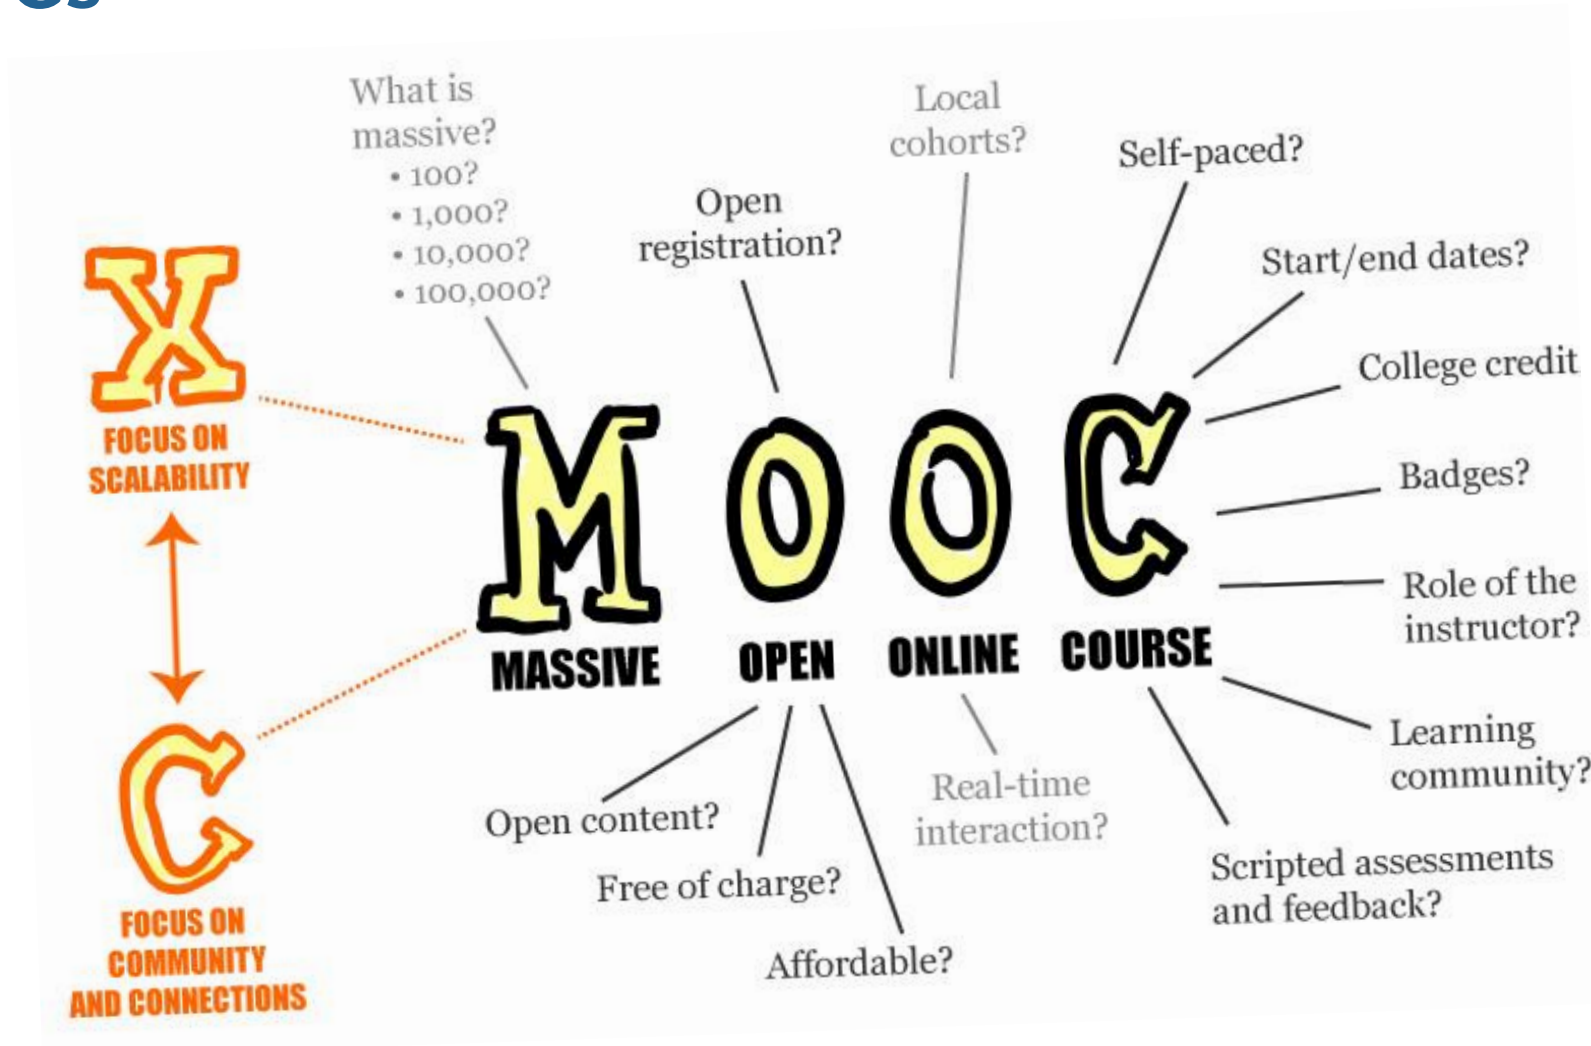 What is
massive?
• 100?
• 1,000?
• 10,000?
• 100,000?
Open
registration?
Local
cohorts?
Self-paced?
Start/end dates?
College credit
Badges?
Role of the
instructor?
Learning
community?
Scripted assessments
and feedback?
X
FOCUS ON
SCALABILITY
C
FOCUS ON
COMMUNITY
AND CONNECTIONS
MOOC
MASSIVE OPEN ONLINE COURSE
Open content?
Free of charge?
Affordable?
Real-time
interaction?